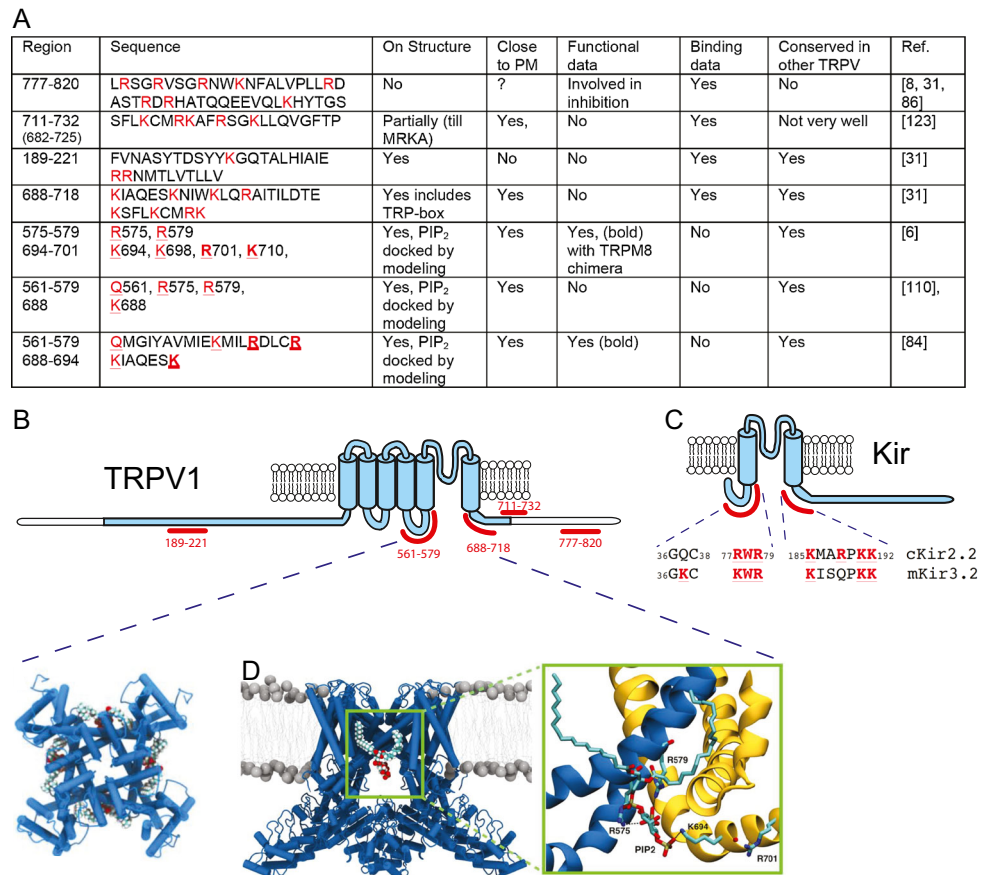 A
Region Sequence On Structure Close to PM Functional data Binding data Conserved in other TRPV Ref.
777-820 LRSGRVSGRNWKNFALVPLLRD ASTRDRHATQQEEVQLKHYTGS No ? Involved in inhibition Yes No [8, 31, 86]
711-732 (682-725) SFLKCMRKAFRSGKLLQVGFTP Partially (till MRKA) Yes, No Yes Not very well [123]
189-221 FVNASYTDSYYKGQTALHIAIE RRNMTLVTLLV Yes No No Yes Yes [31]
688-718 KIAQESKNIWKLQRAITILDTE KSFLKCMRK Yes includes TRP-box Yes No Yes Yes [31]
575-579 694-701 R575, R579 K694, K698, R701, K710, Yes, PIP2 docked by modeling Yes Yes, (bold) with TRPM8 chimera No Yes [6]
561-579 688 Q561, R575, R579, K688 Yes, PIP2 docked by modeling Yes No No Yes [110],
561-579 688-694 QMGIYAVMIEKMILRDLCR KIAQESK Yes, PIP2 docked by modeling Yes Yes (bold) No Yes [84]
B
TRPV1
189-221
561-579
688-718
711-732
777-820
C
Kir
36GQC38 77RWR79 185KMARPKK192 cKir2.2
36GKC KWR KISQPKK mKir3.2
D
R579
R575
K694
PIP2
R701